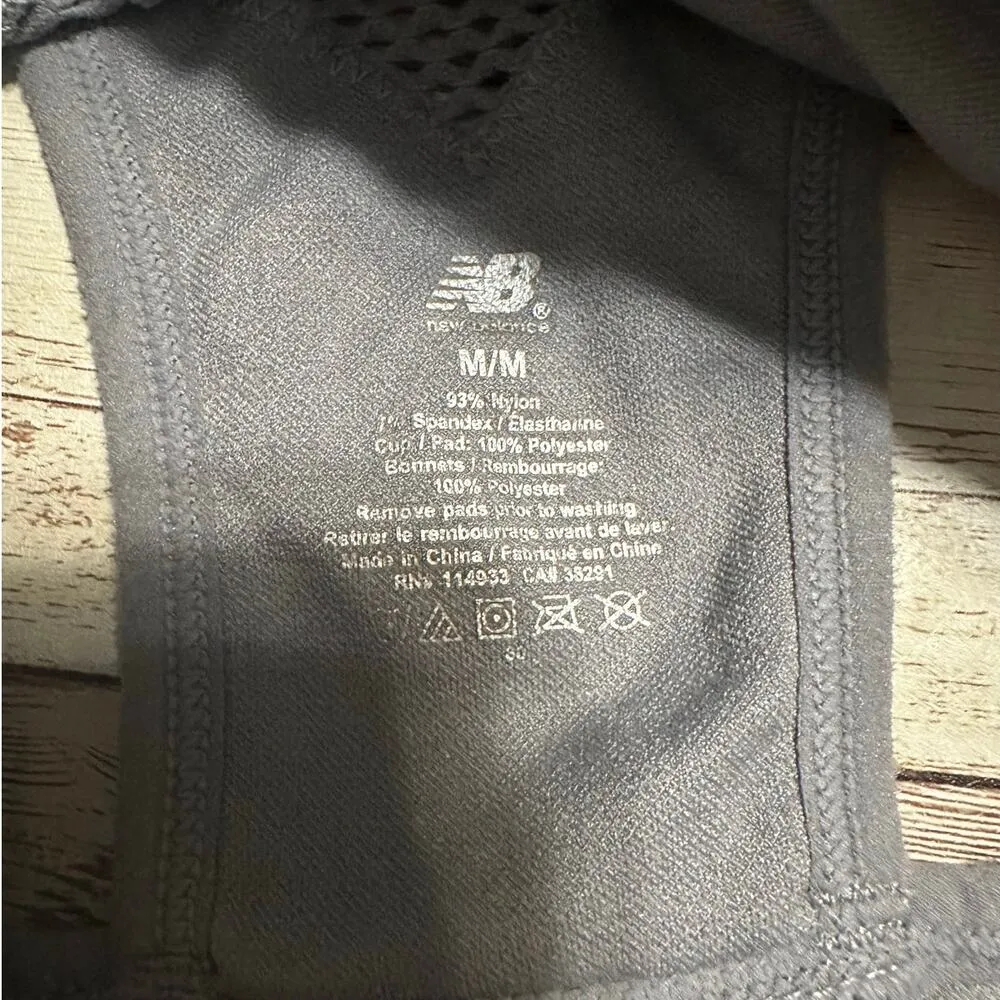 NB®
new balance
M/M
93% Nylon
7% Spandex / Elasthanne
Cup / Pad: 100% Polyester
Bonnets / Rembourrage:
100% Polyester
Remove pads prior to washing
Retirer le rembourrage avant de laver
Made in China / Fabriqué en Chine
RN# 114933 CA# 38291